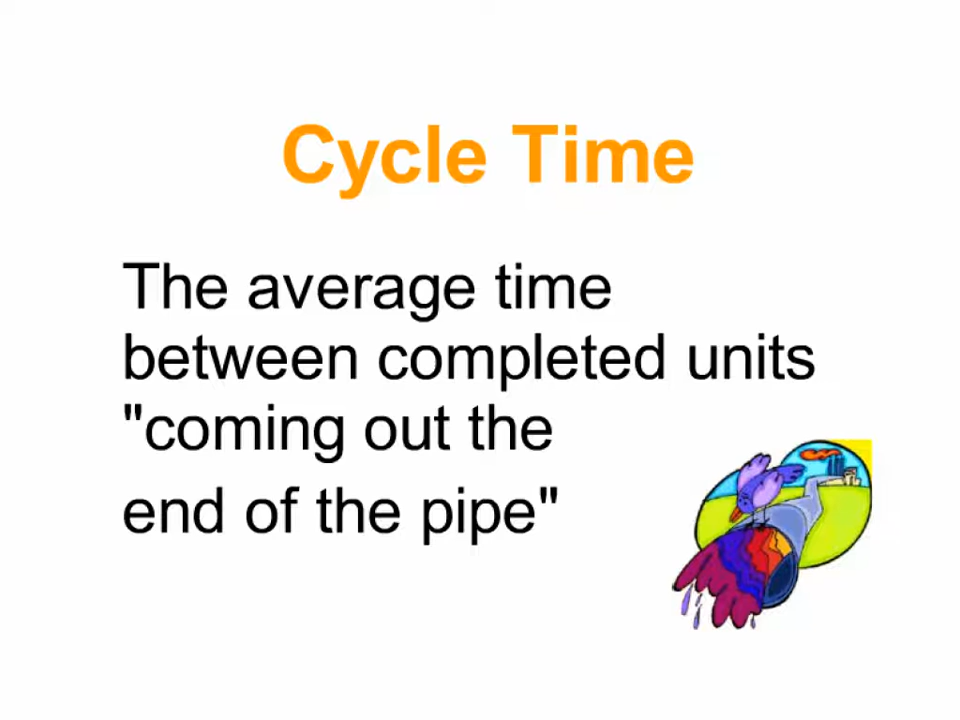 Cycle Time
The average time
between completed units
"coming out the
end of the pipe"